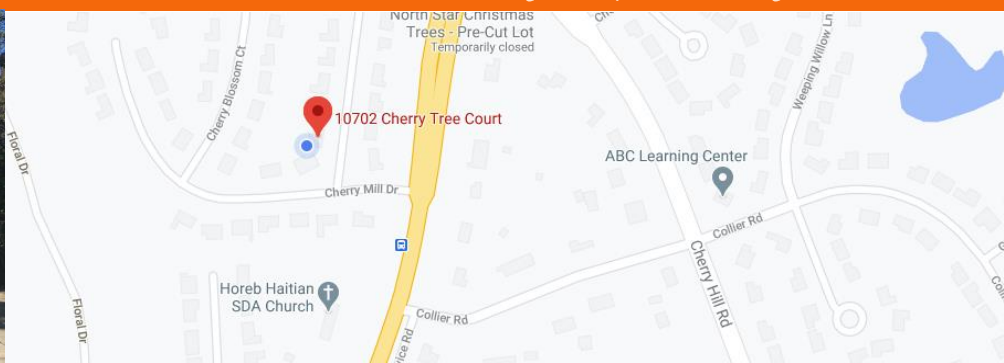 North Star Christmas
Trees - Pre-Cut Lot
Temporarily closed
Cherry Blossom Ct
10702 Cherry Tree Court
Weeping Willow Ln
Floral Dr
ABC Learning Center
Cherry Mill Dr
Collier Rd
Cherry Hill Rd
Horeb Haitian
SDA Church
Floral Dr
Collier Rd